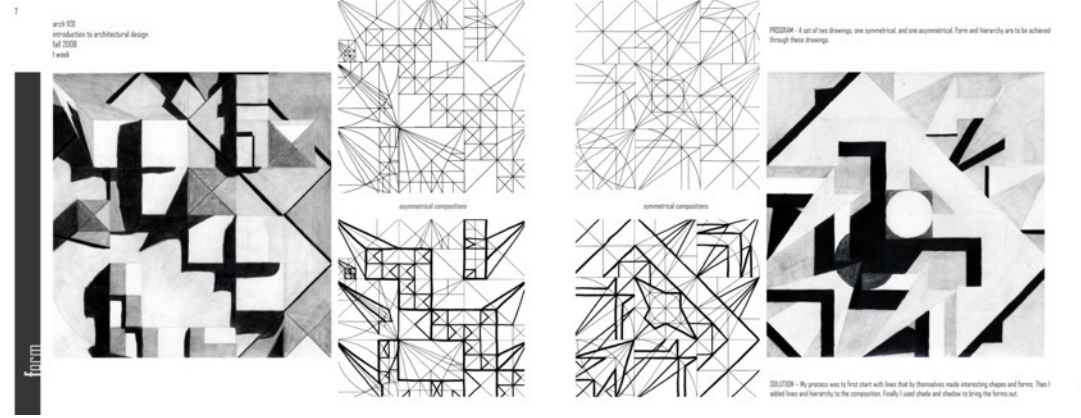 7
arch 1131
introduction to architectural design
fall 2008
1 week
form
asymmetrical compositions
symmetrical compositions
PROGRAM - A set of two drawings, one symmetrical, and one asymmetrical. Form and hierarchy are to be achieved
through these drawings.
SOLUTION - My process was to first start with lines that by themselves made interesting shapes and forms. Then I
added lines and hierarchy to the composition. Finally I used shade and shadow to bring the forms out.